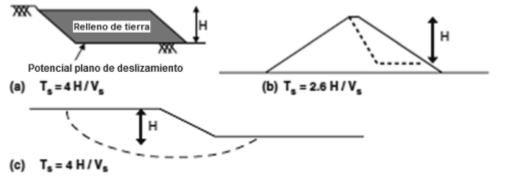 Relleno de tierra
H
Potencial plano de deslizamiento
(a) Tₛ = 4 H / Vₛ
H
(b) Tₛ = 2.6 H / Vₛ
H
(c) Tₛ = 4 H / Vₛ